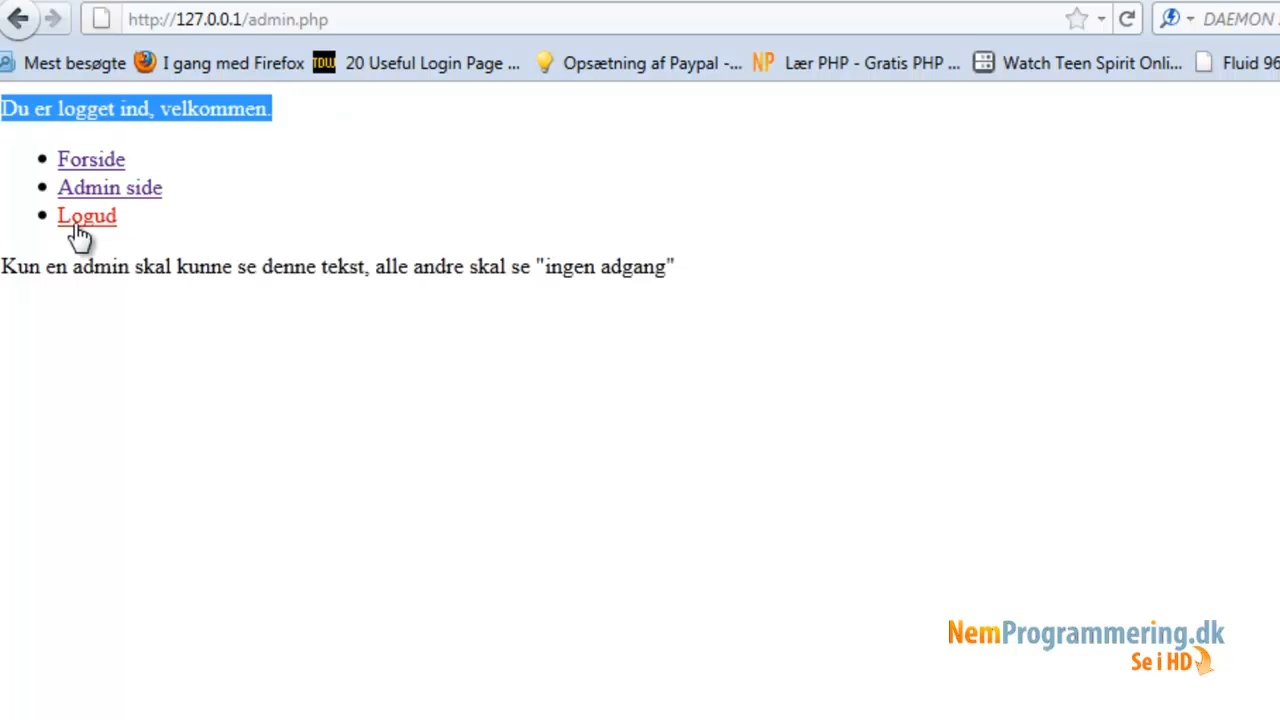 http://127.0.0.1/admin.php DAEMON
Mest besøgte I gang med Firefox TDW 20 Useful Login Page ... Opsætning af Paypal -... NP Lær PHP - Gratis PHP ... Watch Teen Spirit Onli... Fluid 96
Du er logget ind, velkommen.
Forside
Admin side
Logud
Kun en admin skal kunne se denne tekst, alle andre skal se "ingen adgang"
NemProgrammering.dk
Se i HD